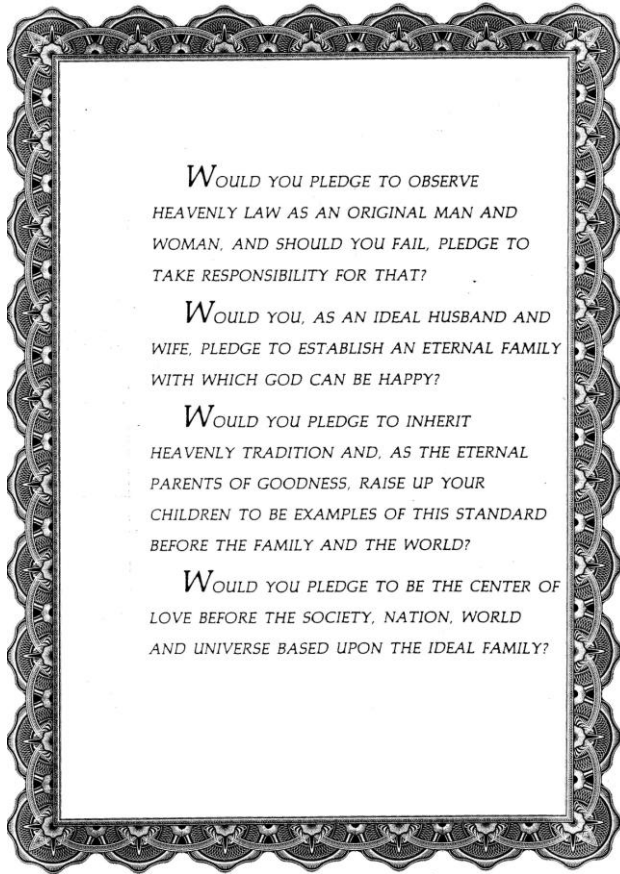 WOULD YOU PLEDGE TO OBSERVE
HEAVENLY LAW AS AN ORIGINAL MAN AND
WOMAN, AND SHOULD YOU FAIL, PLEDGE TO
TAKE RESPONSIBILITY FOR THAT?
WOULD YOU, AS AN IDEAL HUSBAND AND
WIFE, PLEDGE TO ESTABLISH AN ETERNAL FAMILY
WITH WHICH GOD CAN BE HAPPY?
WOULD YOU PLEDGE TO INHERIT
HEAVENLY TRADITION AND, AS THE ETERNAL
PARENTS OF GOODNESS, RAISE UP YOUR
CHILDREN TO BE EXAMPLES OF THIS STANDARD
BEFORE THE FAMILY AND THE WORLD?
WOULD YOU PLEDGE TO BE THE CENTER OF
LOVE BEFORE THE SOCIETY, NATION, WORLD
AND UNIVERSE BASED UPON THE IDEAL FAMILY?